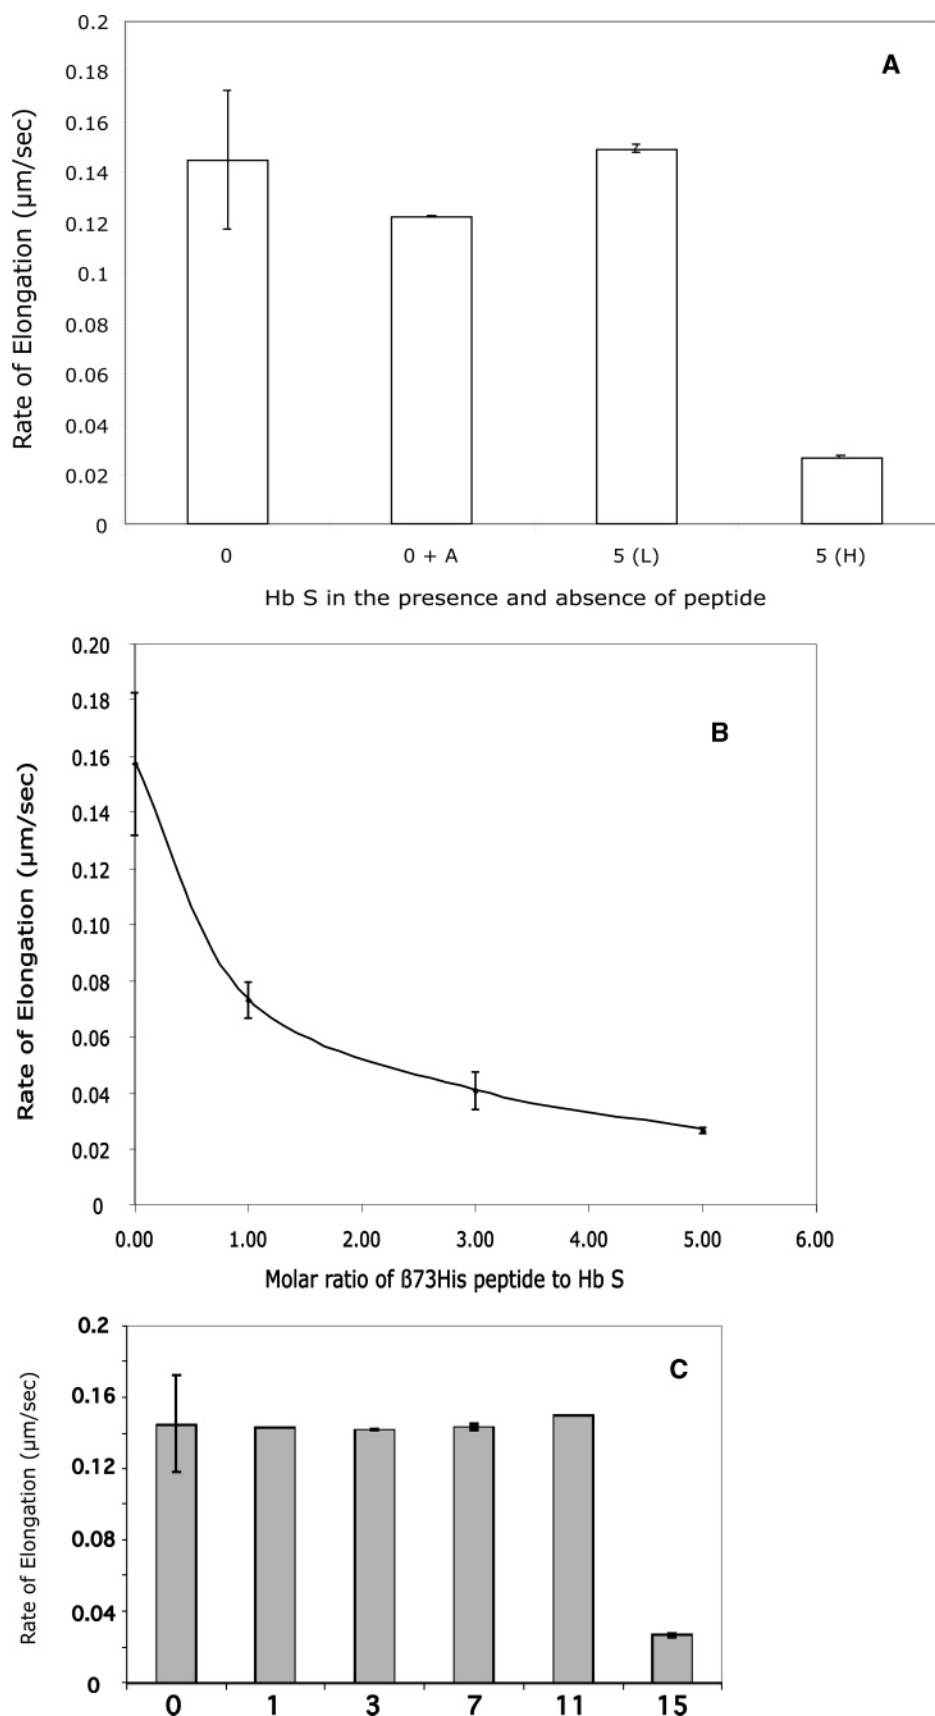 0.2
A
0.18
0.16
0.14
0.12
0.1
0.08
0.06
0.04
0.02
0
Rate of Elongation (µm/sec)
0 0 + A 5 (L) 5 (H)
Hb S in the presence and absence of peptide
0.20
B
0.18
0.16
0.14
0.12
0.10
0.08
0.06
0.04
0.02
0
Rate of Elongation (µm/sec)
0.00 1.00 2.00 3.00 4.00 5.00 6.00
Molar ratio of ß73His peptide to Hb S
0.2
C
0.16
0.12
0.08
0.04
0
Rate of Elongation (µm/sec)
0 1 3 7 11 15